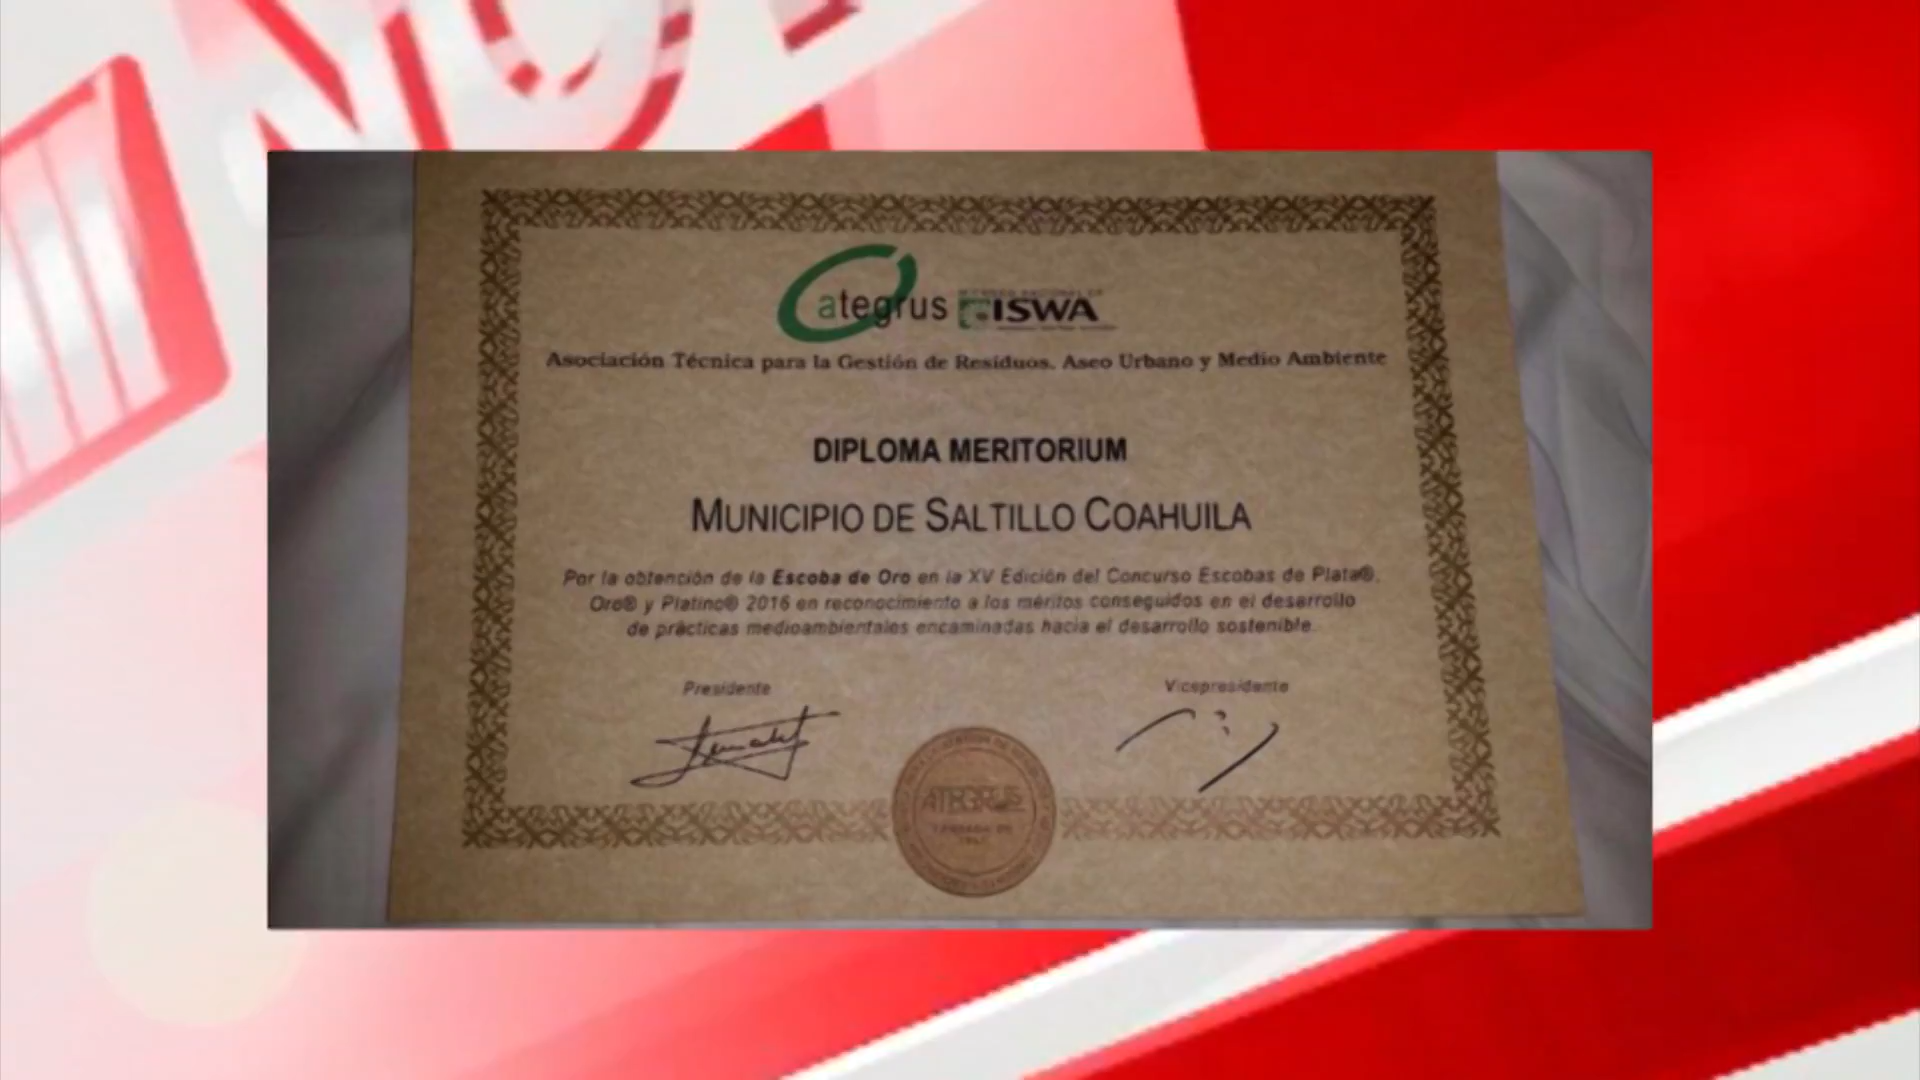 ategrus ISWA
Asociación Técnica para la Gestión de Residuos, Aseo Urbano y Medio Ambiente
DIPLOMA MERITORIUM
MUNICIPIO DE SALTILLO COAHUILA
Por la obtención de la Escoba de Oro en la XV Edición del Concurso Escobas de Plata®,
Oro® y Platino® 2016 en reconocimiento a los méritos conseguidos en el desarrollo
de prácticas medioambientales encaminadas hacia el desarrollo sostenible.
Presidente Vicepresidente
ATEGRUS